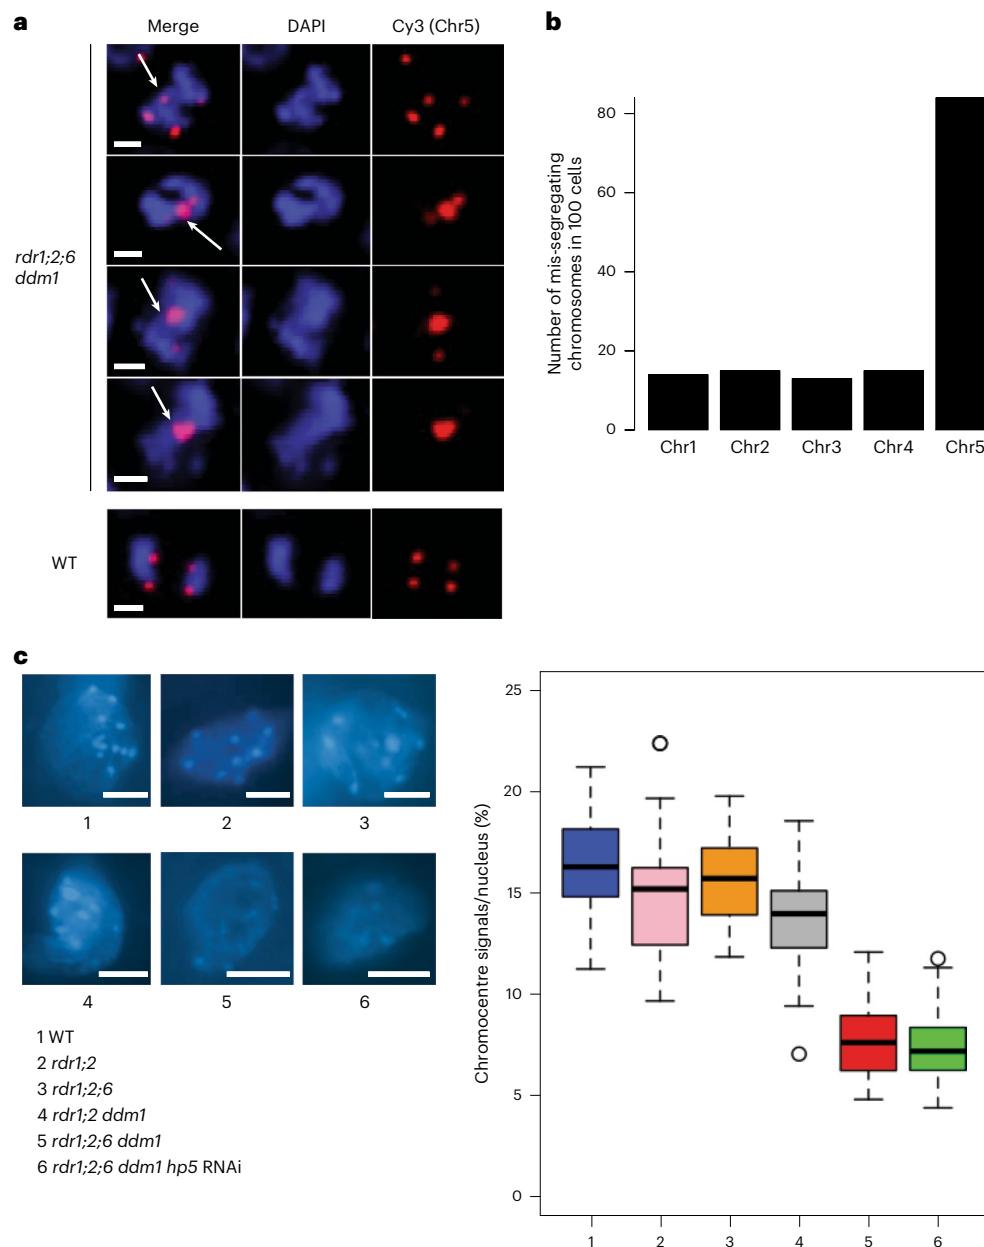 a
Merge
DAPI
Cy3 (Chr5)
rdr1;2;6
ddm1
WT
b
Number of mis-segregating
chromosomes in 100 cells
80
60
40
20
0
Chr1
Chr2
Chr3
Chr4
Chr5
c
1
2
3
4
5
6
1 WT
2 rdr1;2
3 rdr1;2;6
4 rdr1;2 ddm1
5 rdr1;2;6 ddm1
6 rdr1;2;6 ddm1 hp5 RNAi
Chromocentre signals/nucleus (%)
25
20
15
10
5
0
1
2
3
4
5
6